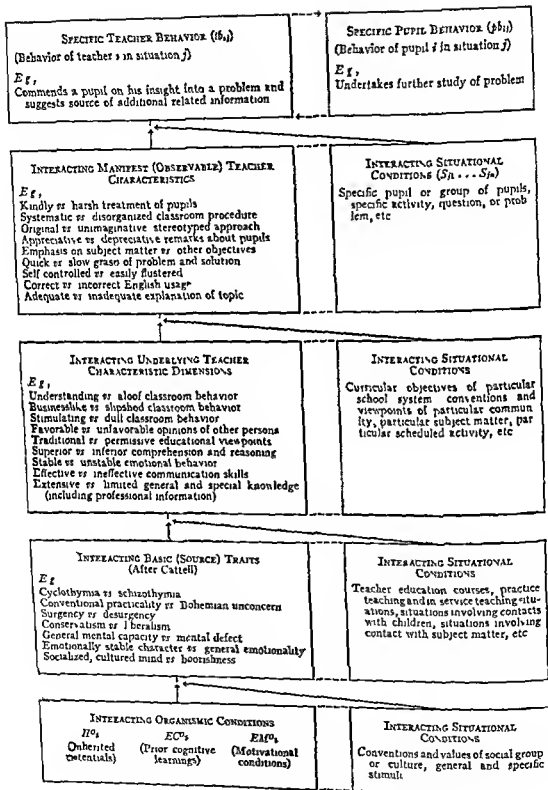 SPECIFIC TEACHER BEHAVIOR (tbij)
(Behavior of teacher i in situation j)
E g,
Commends a pupil on his insight into a problem and
suggests source of additional related information
SPECIFIC PUPIL BEHAVIOR (pbij)
(Behavior of pupil i in situation j)
E g,
Undertakes further study of problem
INTERACTING MANIFEST (OBSERVABLE) TEACHER
CHARACTERISTICS
E g,
Kindly vs harsh treatment of pupils
Systematic vs disorganized classroom procedure
Original vs unimaginative stereotyped approach
Appreciative vs depreciative remarks about pupils
Emphasis on subject matter vs other objectives
Quick vs slow grasp of problem and solution
Self controlled vs easily flustered
Correct vs incorrect English usage
Adequate vs inadequate explanation of topic
INTERACTING SITUATIONAL
CONDITIONS (Sj1 . . . Sjn)
Specific pupil or group of pupils,
specific activity, question, or prob
lem, etc
INTERACTING UNDERLYING TEACHER
CHARACTERISTIC DIMENSIONS
E g,
Understanding vs aloof classroom behavior
Businesslike vs slipshod classroom behavior
Stimulating vs dull classroom behavior
Favorable vs unfavorable opinions of other persons
Traditional vs permissive educational viewpoints
Superior vs inferior comprehension and reasoning
Stable vs unstable emotional behavior
Effective vs ineffective communication skills
Extensive vs limited general and special knowledge
(including professional information)
INTERACTING SITUATIONAL
CONDITIONS
Curricular objectives of particular
school system conventions and
viewpoints of particular commun
ity, particular subject matter, par
ticular scheduled activity, etc
INTERACTING BASIC (SOURCE) TRAITS
(After Cattell)
E g
Cyclothymia vs schizothymia
Conventional practicality vs Bohemian unconcern
Surgency vs desurgency
Conservatism vs liberalism
General mental capacity vs mental defect
Emotionally stable character vs general emotionality
Socialized, cultured mind vs boorishness
INTERACTING SITUATIONAL
CONDITIONS
Teacher education courses, practice
teaching and in service teaching situ
ations, situations involving contacts
with children, situations involving
contact with subject matter, etc
INTERACTING ORGANISMIC CONDITIONS
(Inherited
potentials)
ECOi
(Prior cognitive
learnings)
EMOi
(Motivational
conditions)
INTERACTING SITUATIONAL
CONDITIONS
Conventions and values of social group
or culture, general and specific
stimuli